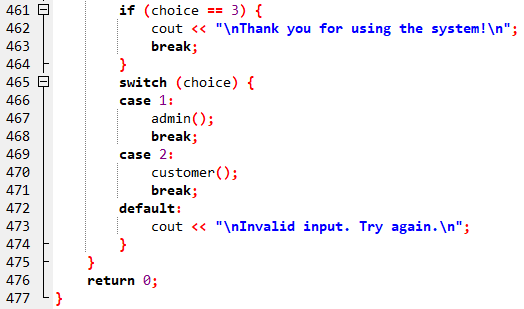 461 if (choice == 3) {
462 cout << "\nThank you for using the system!\n";
463 break;
464 }
465 switch (choice) {
466 case 1:
467 admin();
468 break;
469 case 2:
470 customer();
471 break;
472 default:
473 cout << "\nInvalid input. Try again.\n";
474 }
475 }
476 return 0;
477 }